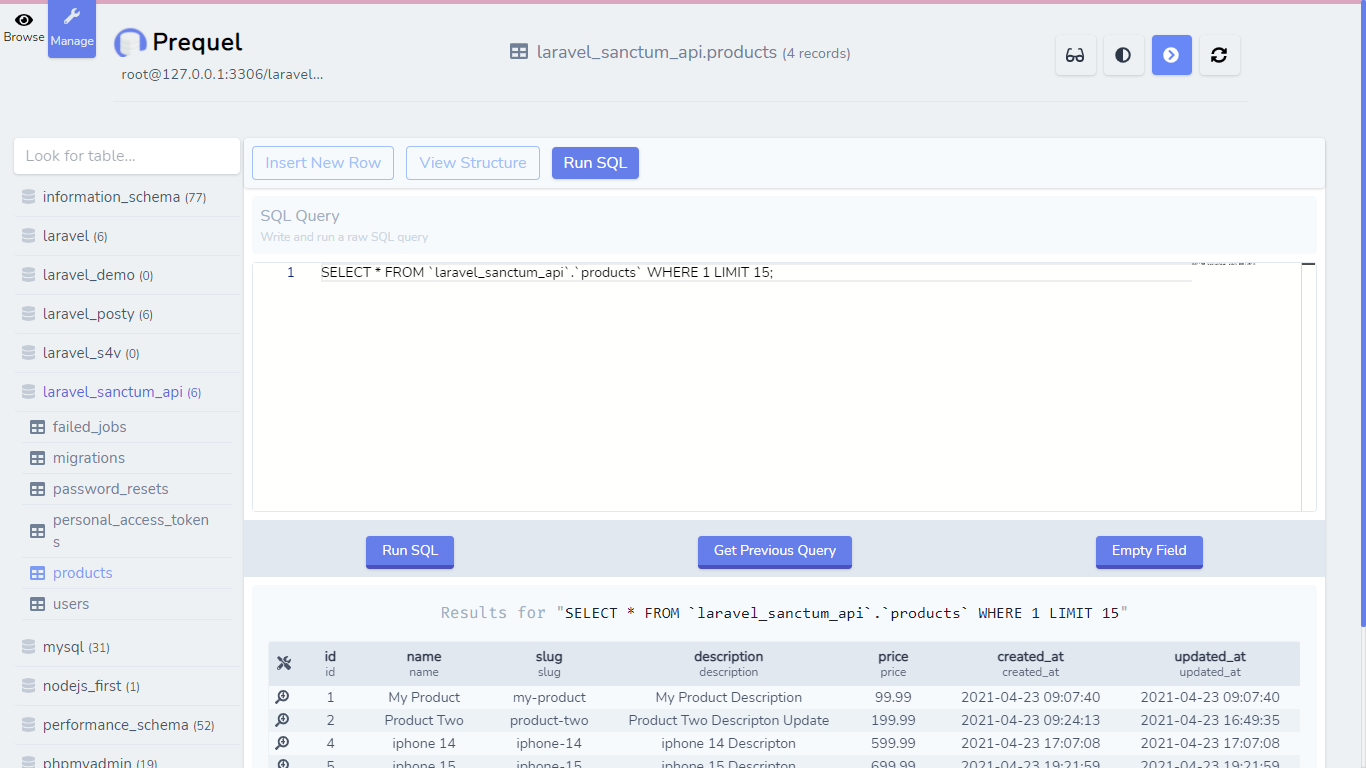 Browse
Manage
Prequel
root@127.0.0.1:3306/laravel...
laravel_sanctum_api.products (4 records)
Look for table...
information_schema (77)
laravel (6)
laravel_demo (0)
laravel_posty (6)
laravel_s4v (0)
laravel_sanctum_api (6)
failed_jobs
migrations
password_resets
personal_access_token
s
products
users
mysql (31)
nodejs_first (1)
performance_schema (52)
phpmyadmin (19)
Insert New Row View Structure Run SQL
SQL Query
Write and run a raw SQL query
1 SELECT * FROM `laravel_sanctum_api`.`products` WHERE 1 LIMIT 15;
Run SQL Get Previous Query Empty Field
Results for "SELECT * FROM `laravel_sanctum_api`.`products` WHERE 1 LIMIT 15"
id name slug description price created_at updated_at
id name slug description price created_at updated_at
1 My Product my-product My Product Description 99.99 2021-04-23 09:07:40 2021-04-23 09:07:40
2 Product Two product-two Product Two Descripton Update 199.99 2021-04-23 09:24:13 2021-04-23 16:49:35
4 iphone 14 iphone-14 iphone 14 Descripton 599.99 2021-04-23 17:07:08 2021-04-23 17:07:08
5 iphone 15 iphone-15 iphone 15 Descripton 699.99 2021-04-23 19:21:59 2021-04-23 19:21:59